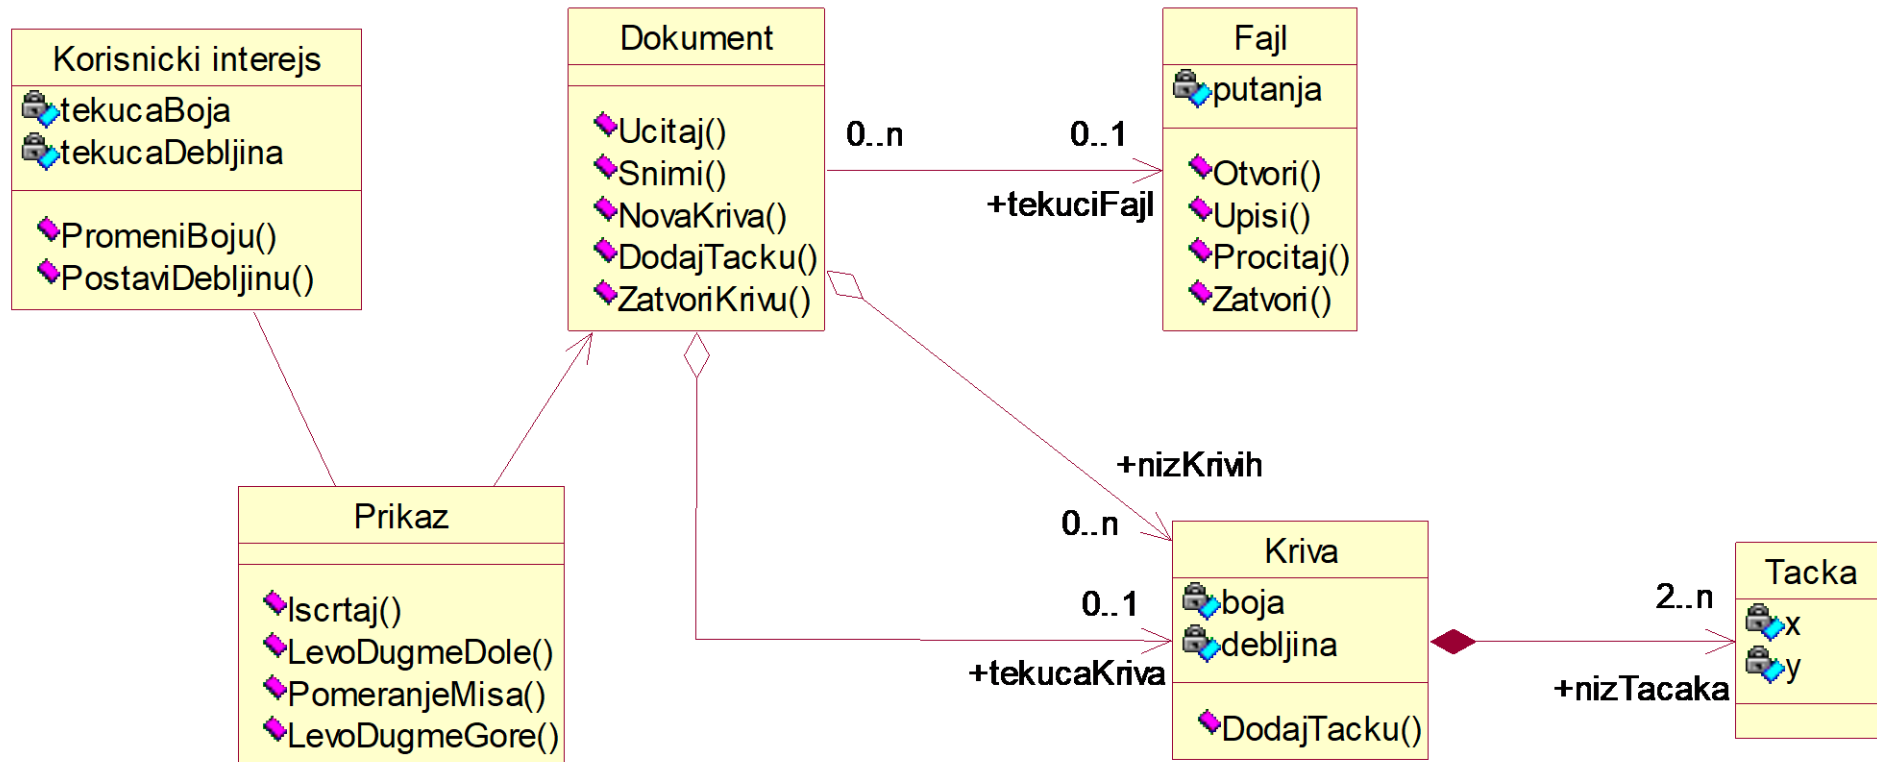 Korisnicki interejs
tekucaBoja
tekucaDebljina
PromeniBoju()
PostaviDebljinu()
Dokument
Ucitaj()
Snimi()
NovaKriva()
DodajTacku()
ZatvoriKrivu()
0..n
0..1
+tekuciFajl
Fajl
putanja
Otvori()
Upisi()
Procitaj()
Zatvori()
Prikaz
Iscrtaj()
LevoDugmeDole()
PomeranjeMisa()
LevoDugmeGore()
+nizKrivih
0..n
0..1
+tekucaKriva
Kriva
boja
debljina
DodajTacku()
2..n
+nizTacaka
Tacka
x
y